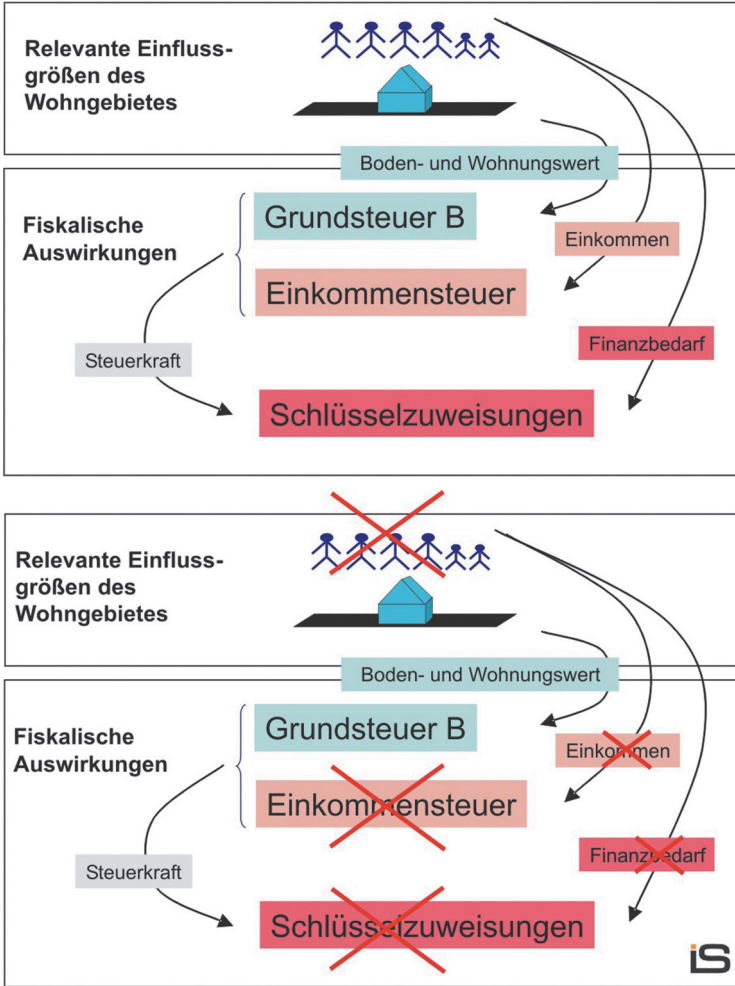 Relevante Einfluss-
größen des
Wohngebietes
Boden- und Wohnungswert
Fiskalische
Auswirkungen
Grundsteuer B
Einkommen
Einkommensteuer
Finanzbedarf
Steuerkraft
Schlüsselzuweisungen
Relevante Einfluss-
größen des
Wohngebietes
Boden- und Wohnungswert
Fiskalische
Auswirkungen
Grundsteuer B
Einkommen
Einkommensteuer
Finanzbedarf
Steuerkraft
Schlüsselzuweisungen
iS